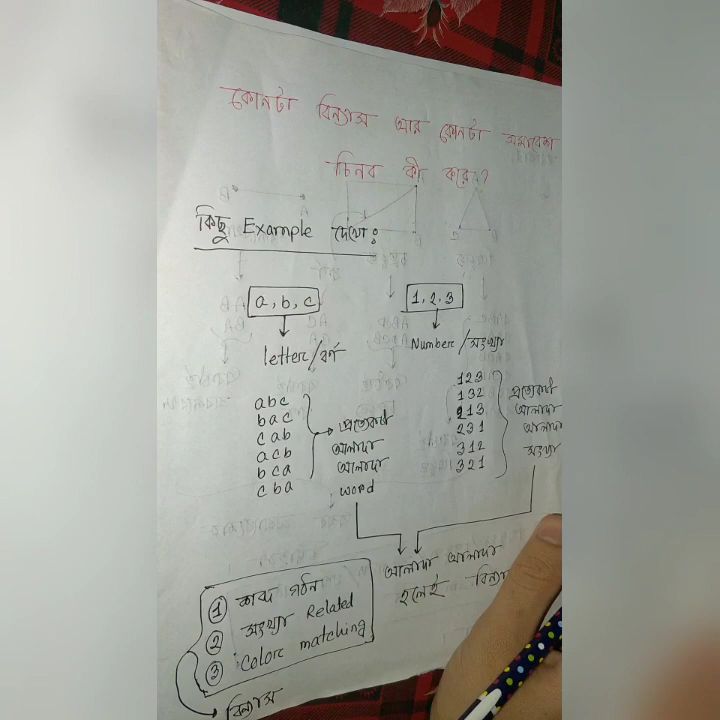 কোনটা বিন্যাস আর কোনটা সমাবেশ
চিনব কী করে?
কিছু Example দেখো:
a, b, c
1, 2, 3
letter/বর্ণ
Number/সংখ্যা
abc
bac
cab
acb
bca
cba
প্রত্যেকটা
আলাদা
আলাদা
word
123
132
213
231
312
321
প্রত্যেকটা
আলাদা
আলাদা
সংখ্যা
আলাদা আলাদা
হলেই
① শব্দ গঠন
② সংখ্যা Related
③ Color matching
বিন্যাস